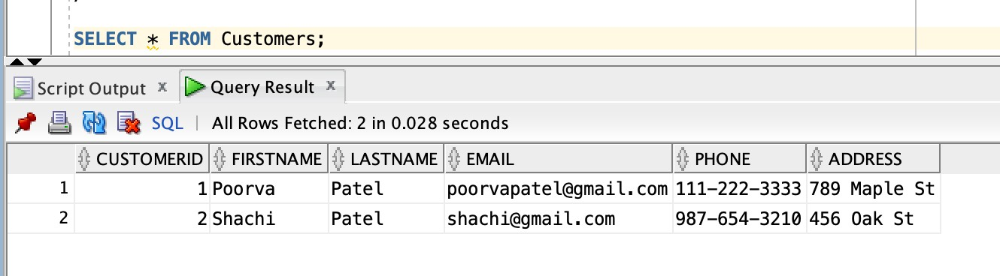 SELECT * FROM Customers;
Script Output x Query Result x
SQL | All Rows Fetched: 2 in 0.028 seconds
CUSTOMERID FIRSTNAME LASTNAME EMAIL PHONE ADDRESS
1 1 Poorva Patel poorvapatel@gmail.com 111-222-3333 789 Maple St
2 2 Shachi Patel shachi@gmail.com 987-654-3210 456 Oak St